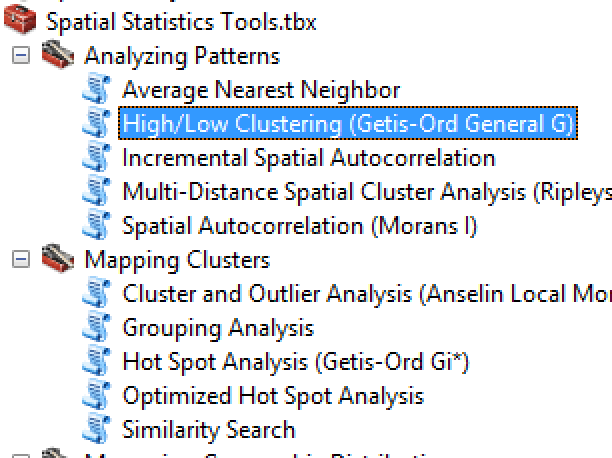 Spatial Statistics Tools.tbx
Analyzing Patterns
Average Nearest Neighbor
High/Low Clustering (Getis-Ord General G)
Incremental Spatial Autocorrelation
Multi-Distance Spatial Cluster Analysis (Ripleys
Spatial Autocorrelation (Morans I)
Mapping Clusters
Cluster and Outlier Analysis (Anselin Local Mor
Grouping Analysis
Hot Spot Analysis (Getis-Ord Gi*)
Optimized Hot Spot Analysis
Similarity Search